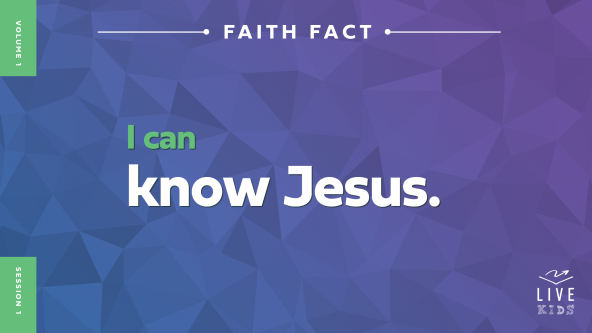 VOLUME 1
FAITH FACT
I can
know Jesus.
SESSION 1
LIVE
KIDS